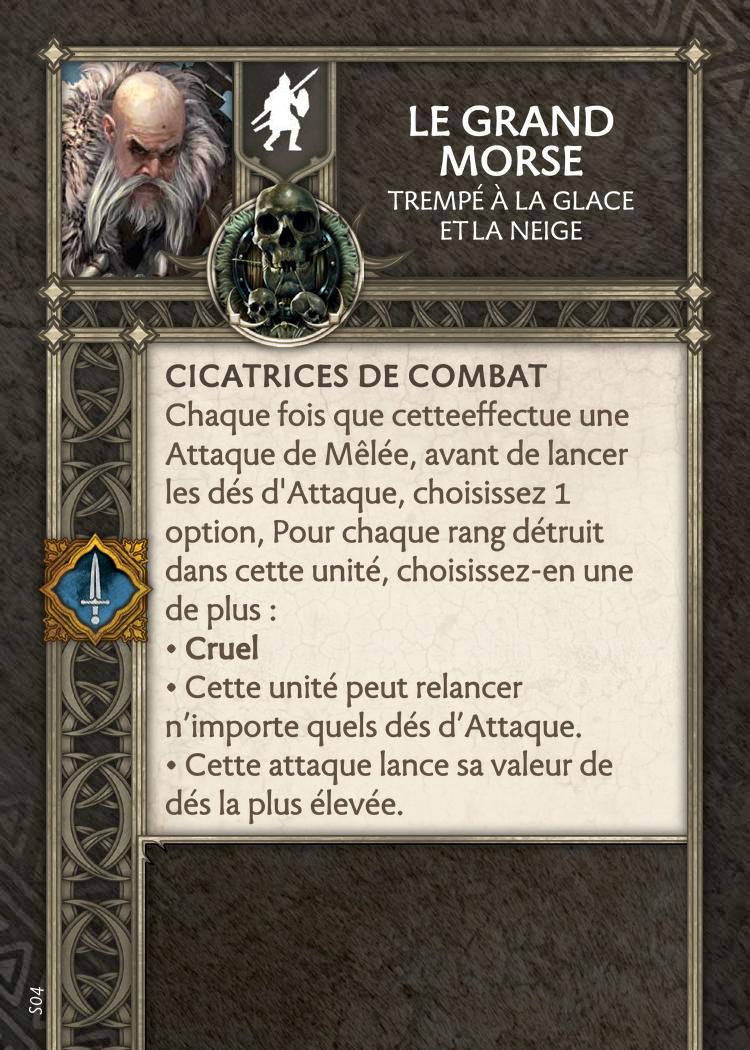 LE GRAND
MORSE
TREMPÉ À LA GLACE
ET LA NEIGE
CICATRICES DE COMBAT
Chaque fois que cetteeffectue une
Attaque de Mêlée, avant de lancer
les dés d'Attaque, choisissez 1
option, Pour chaque rang détruit
dans cette unité, choisissez-en une
de plus :
• Cruel
• Cette unité peut relancer
n’importe quels dés d’Attaque.
• Cette attaque lance sa valeur de
dés la plus élevée.
S04